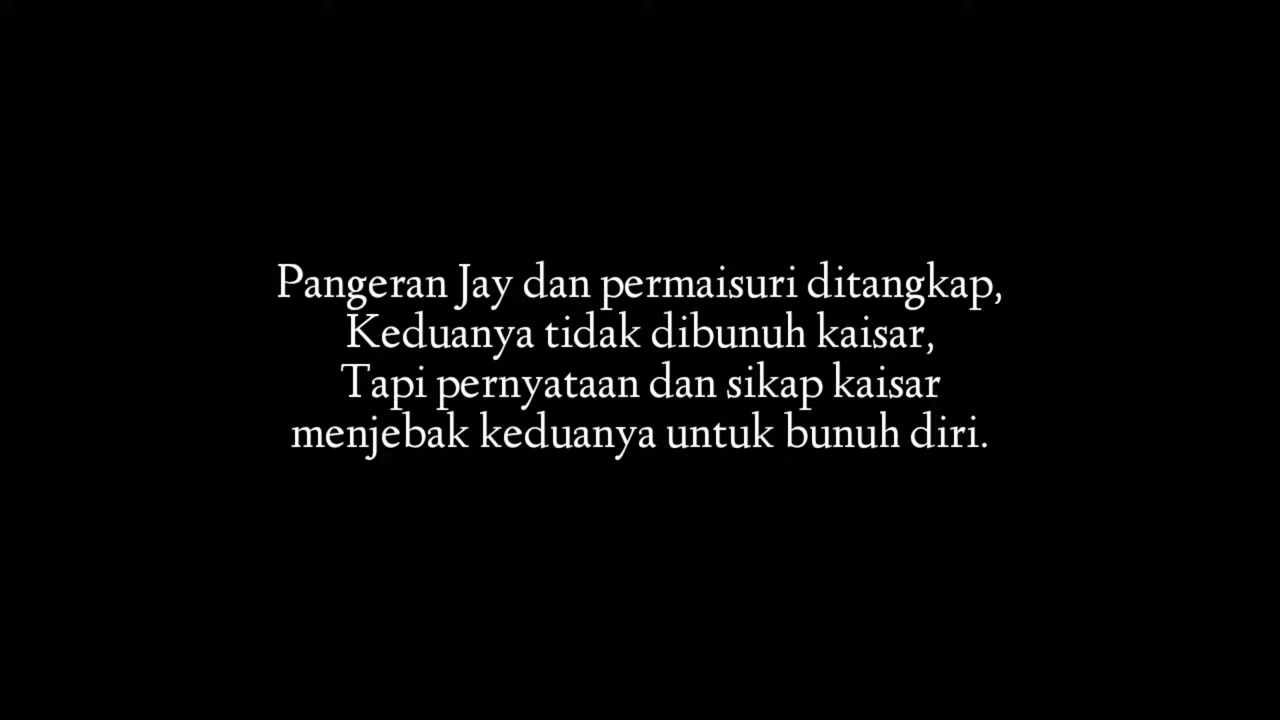 Pangeran Jay dan permaisuri ditangkap,
Keduanya tidak dibunuh kaisar,
Tapi pernyataan dan sikap kaisar
menjebak keduanya untuk bunuh diri.